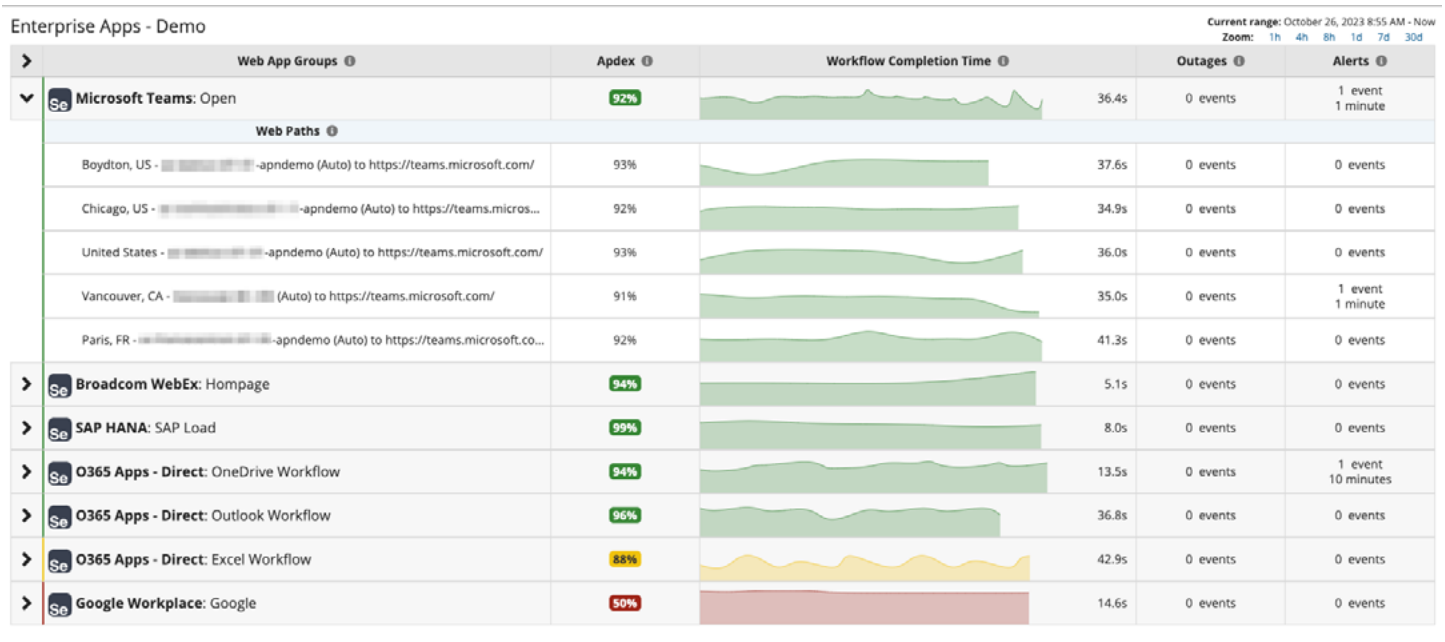 Enterprise Apps - Demo
Current range: October 26, 2023 8:55 AM - Now
Zoom: 1h 4h 8h 1d 7d 30d
Web App Groups Apdex Workflow Completion Time Outages Alerts
Se Microsoft Teams: Open 92% 36.4s 0 events 1 event
1 minute
Web Paths
Boydton, US - -apndemo (Auto) to https://teams.microsoft.com/ 93% 37.6s 0 events 0 events
Chicago, US - -apndemo (Auto) to https://teams.micros... 92% 34.9s 0 events 0 events
United States - -apndemo (Auto) to https://teams.microsoft.com/ 93% 36.0s 0 events 0 events
Vancouver, CA - (Auto) to https://teams.microsoft.com/ 91% 35.0s 0 events 1 event
1 minute
Paris, FR - -apndemo (Auto) to https://teams.microsoft.co... 92% 41.3s 0 events 0 events
Se Broadcom WebEx: Hompage 94% 5.1s 0 events 0 events
Se SAP HANA: SAP Load 99% 8.0s 0 events 0 events
Se O365 Apps - Direct: OneDrive Workflow 94% 13.5s 0 events 1 event
10 minutes
Se O365 Apps - Direct: Outlook Workflow 96% 36.8s 0 events 0 events
Se O365 Apps - Direct: Excel Workflow 88% 42.9s 0 events 0 events
Se Google Workplace: Google 50% 14.6s 0 events 0 events